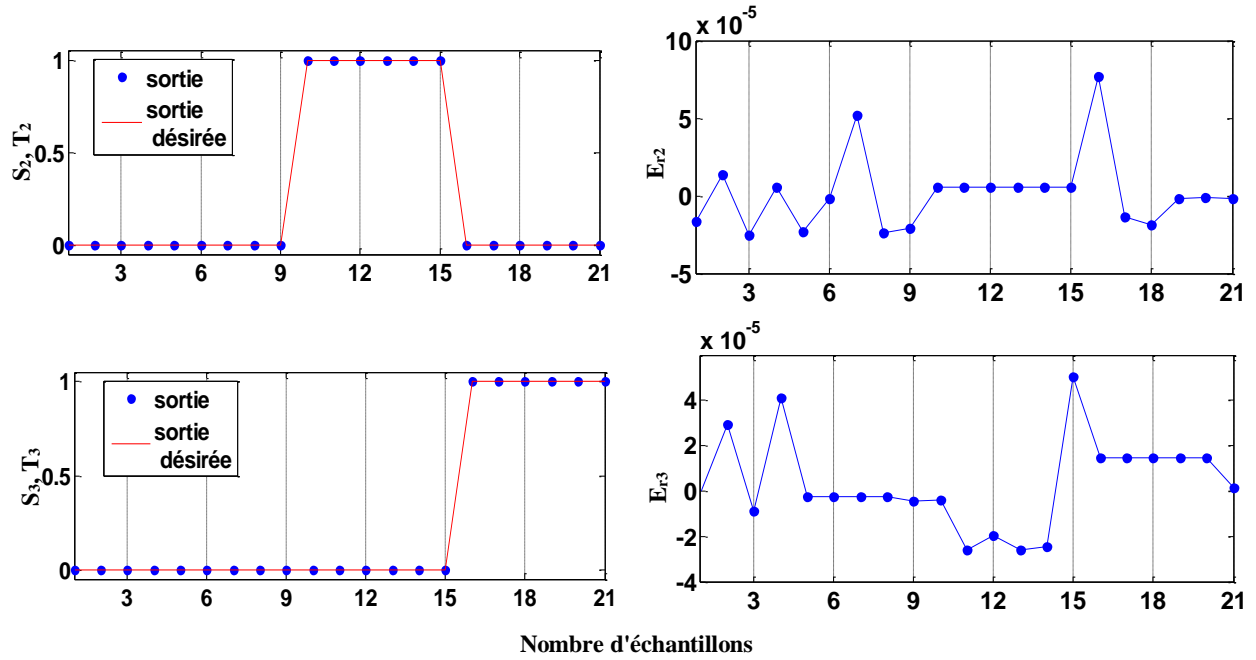 1
0.5
0
S2, T2
sortie
sortie
désirée
3 6 9 12 15 18 21
x 10^-5
10
5
0
-5
Er2
3 6 9 12 15 18 21
1
0.5
0
S3, T3
sortie
sortie
désirée
3 6 9 12 15 18 21
x 10^-5
4
2
0
-2
-4
Er3
3 6 9 12 15 18 21
Nombre d'échantillons